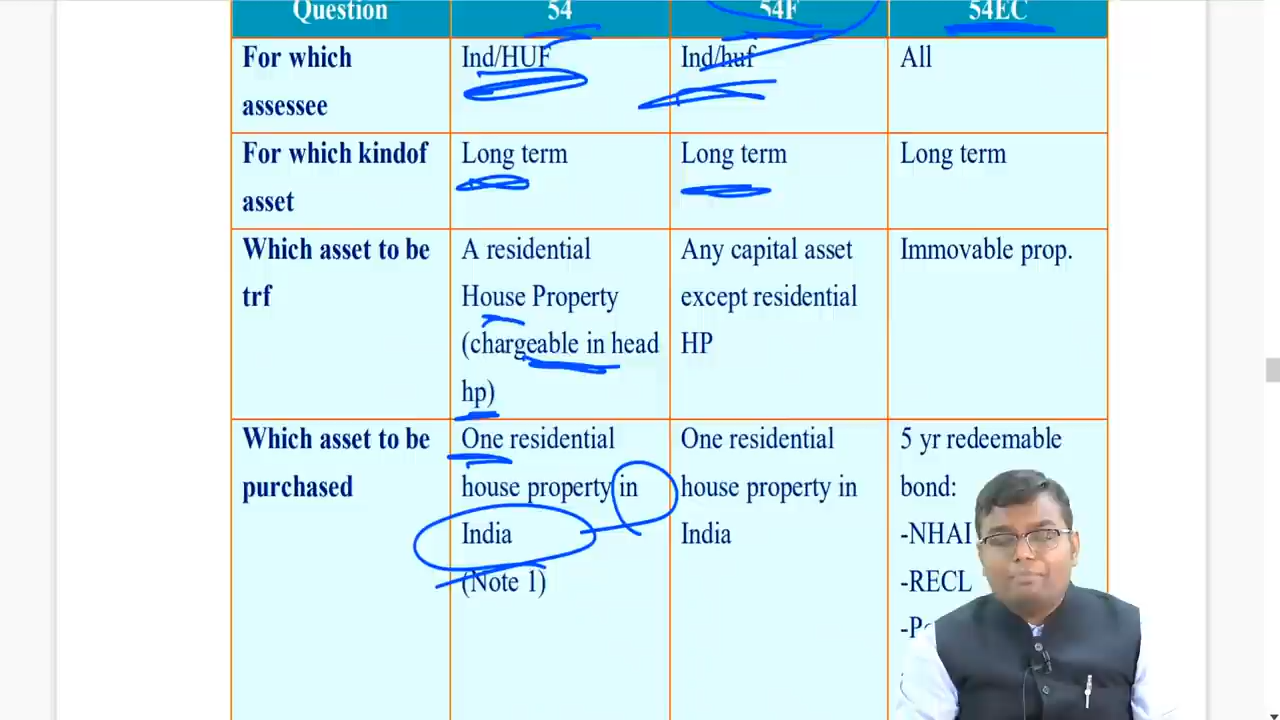 Question 54 54F 54EC
For which Ind/HUF Ind/huf All
assessee
For which kindof Long term Long term Long term
asset
Which asset to be A residential Any capital asset Immovable prop.
trf House Property except residential
(chargeable in head HP
hp)
Which asset to be One residential One residential 5 yr redeemable
purchased house property in house property in bond:
India India -NHAI
(Note 1) -RECL